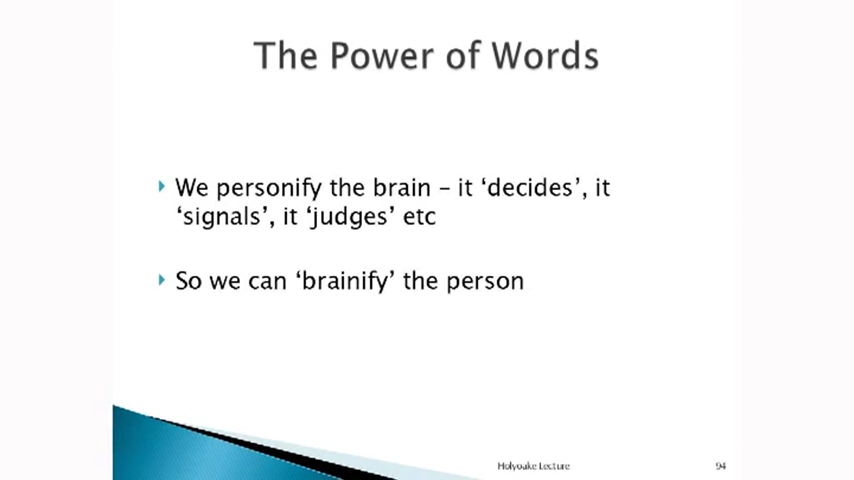 The Power of Words
We personify the brain – it ‘decides’, it
‘signals’, it ‘judges’ etc
So we can ‘brainify’ the person
Holyoake Lecture
94